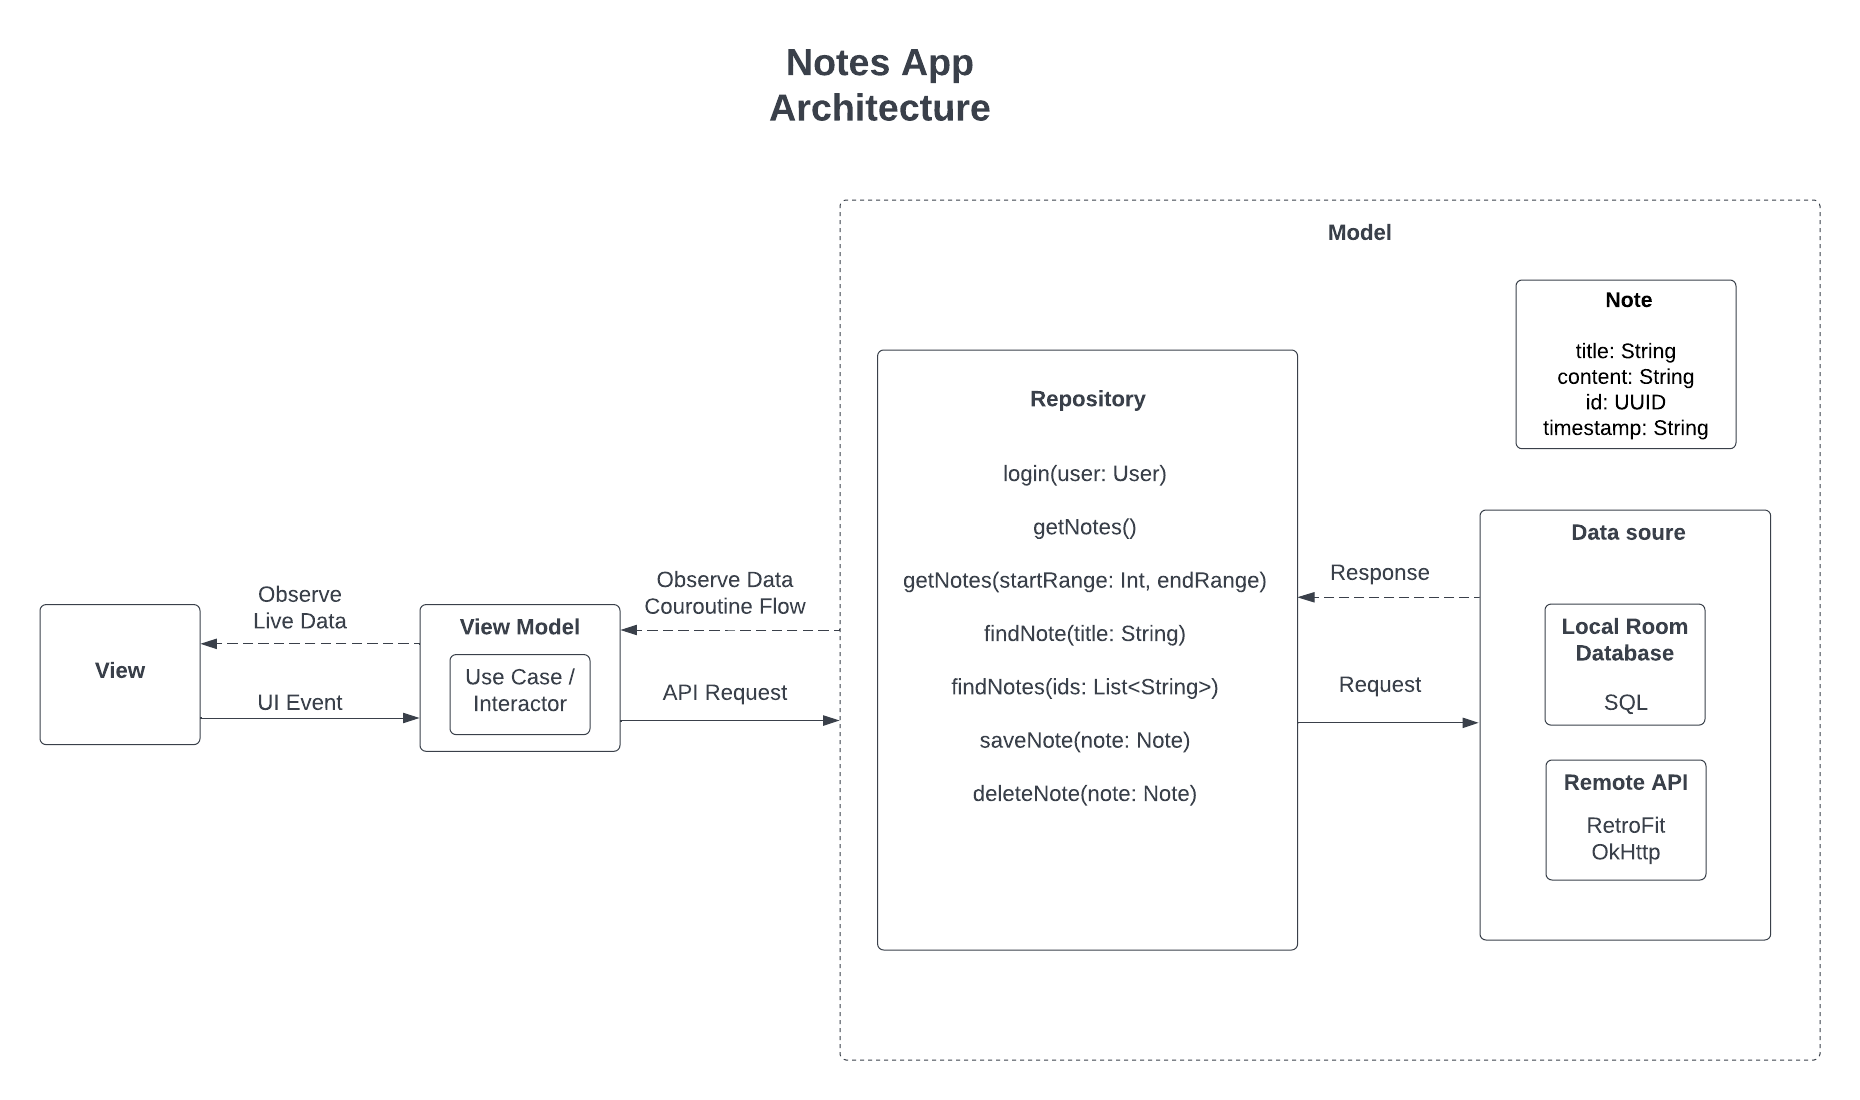 Notes App
Architecture
Model
Note
title: String
content: String
id: UUID
timestamp: String
Repository
login(user: User)
getNotes()
getNotes(startRange: Int, endRange)
findNote(title: String)
findNotes(ids: List<String>)
saveNote(note: Note)
deleteNote(note: Note)
Data soure
Local Room
Database
SQL
Remote API
RetroFit
OkHttp
Response
Request
Observe Data
Couroutine Flow
API Request
View Model
Use Case /
Interactor
Observe
Live Data
UI Event
View